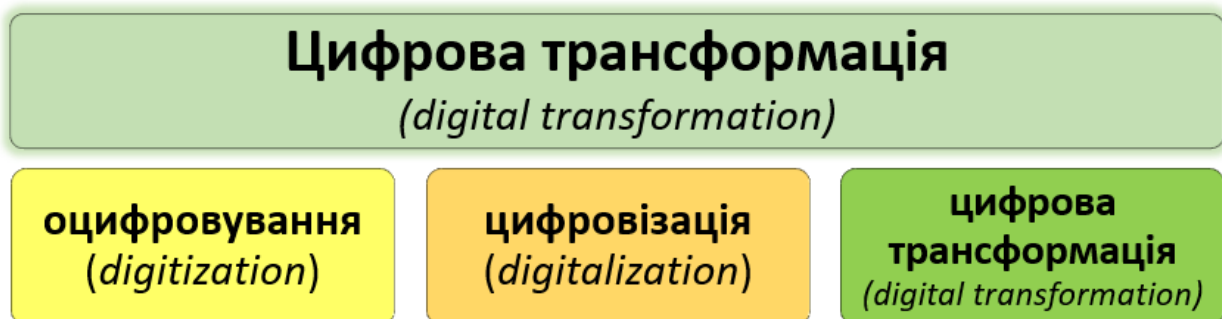 Цифрова трансформація
(digital transformation)
оцифровування
(digitization)
цифровізація
(digitalization)
цифрова
трансформація
(digital transformation)